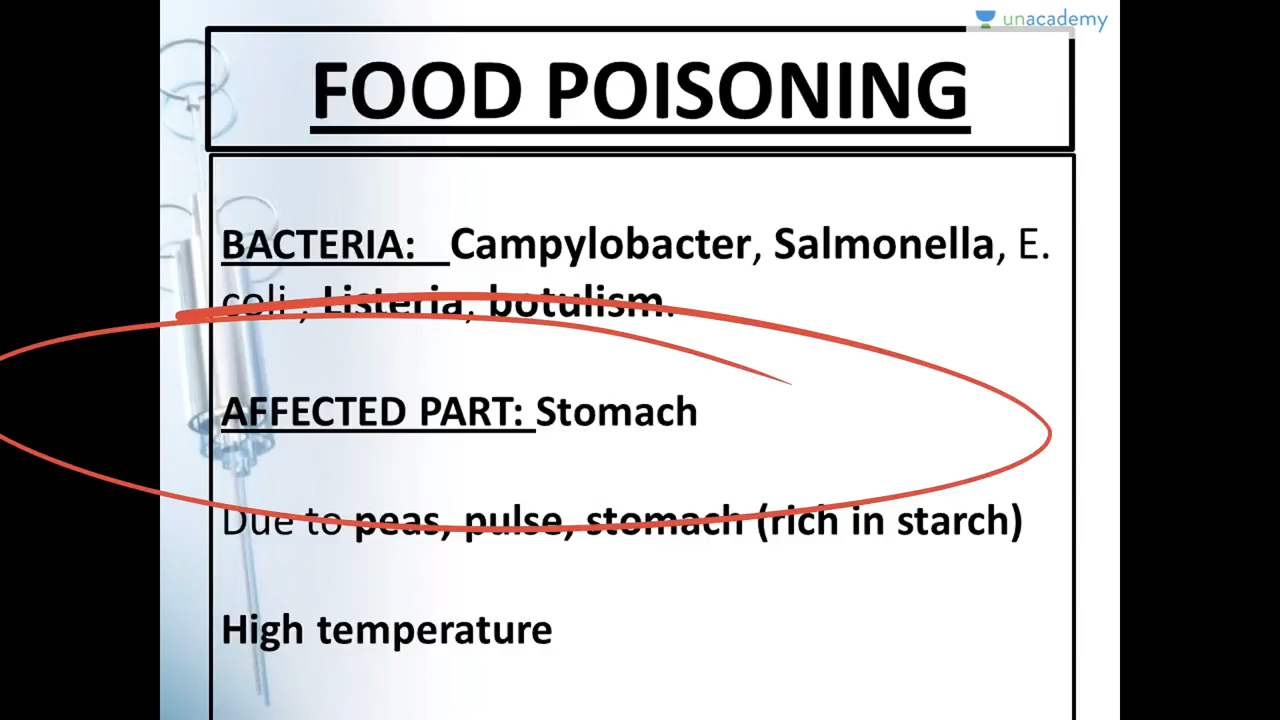 unacademy
FOOD POISONING
BACTERIA: Campylobacter, Salmonella, E.
coli , Listeria, botulism.
AFFECTED PART: Stomach
Due to peas, pulse, stomach (rich in starch)
High temperature